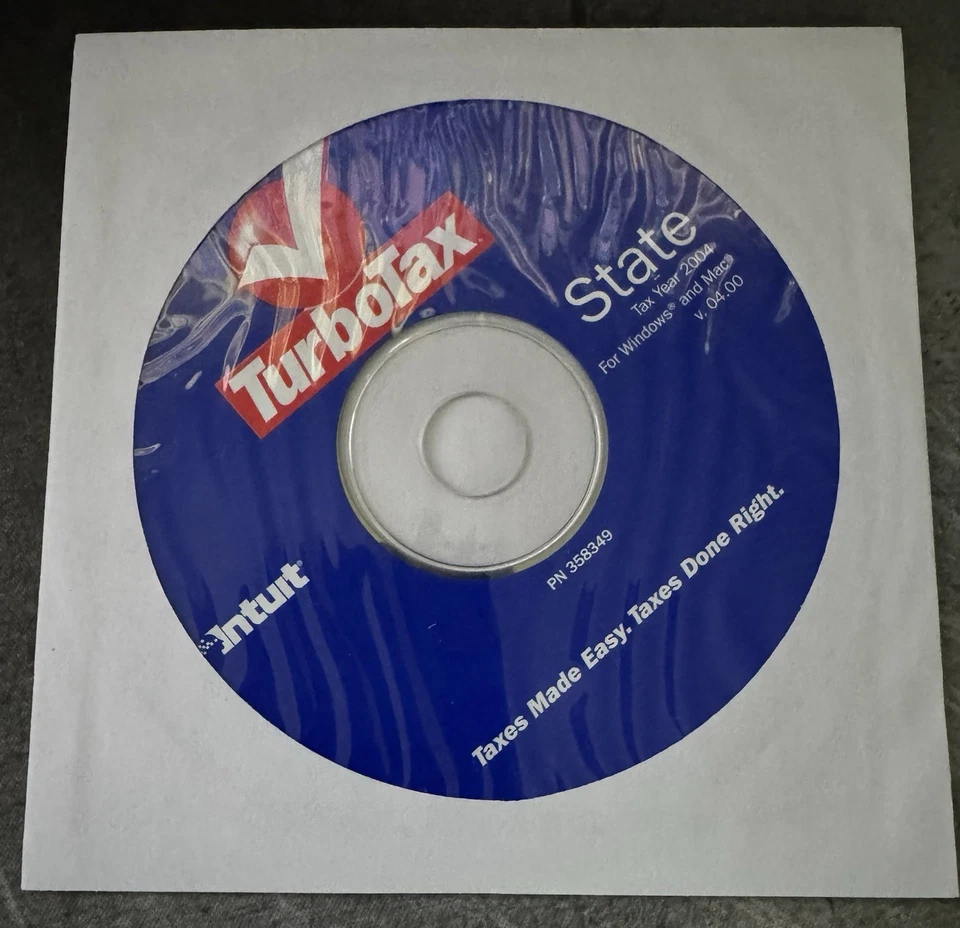 TurboTax®
State
Tax Year 2004
For Windows® and Mac®
v. 04.00
PN 358349
Intuit®
Taxes Made Easy. Taxes Done Right.